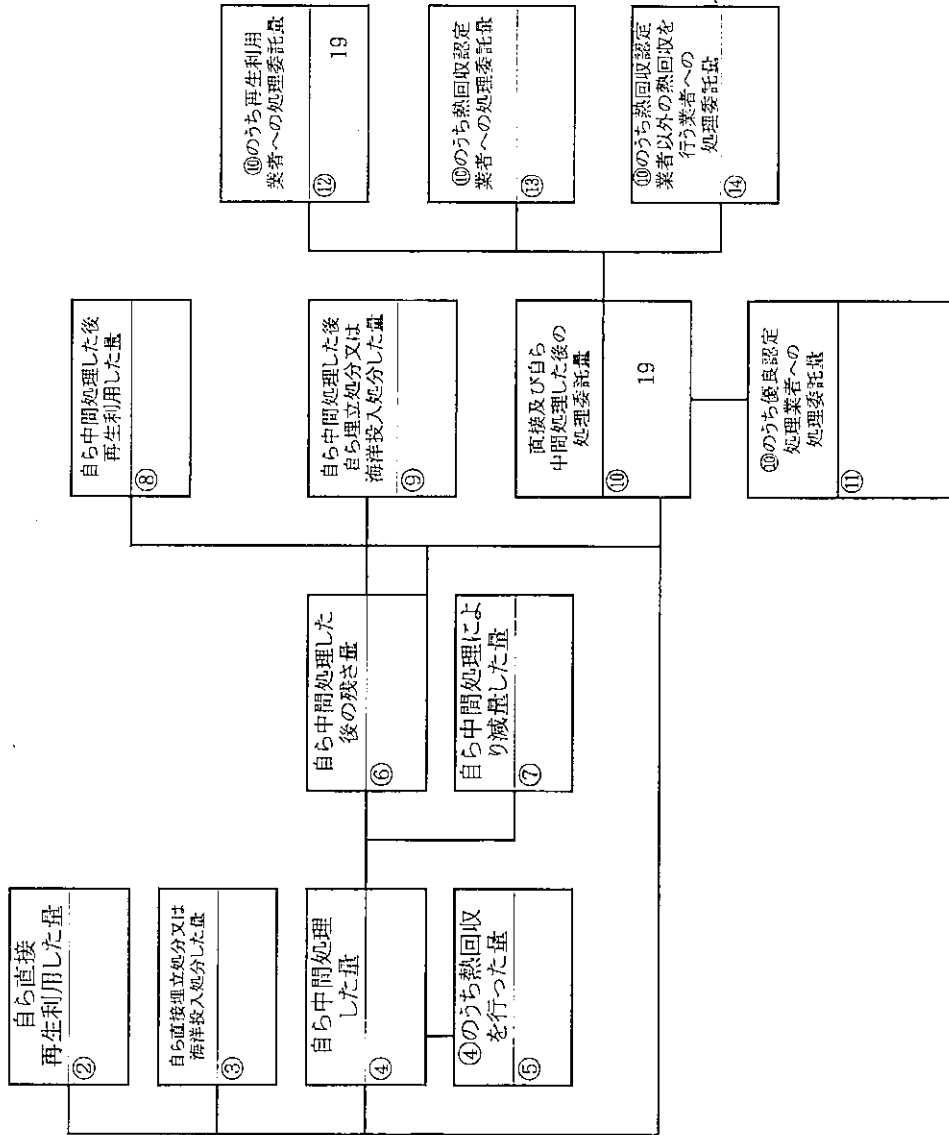 自ら直接
再生利用した量
②
自ら直接埋立処分又は
海洋投入処分した量
③
自ら中間処理
した量
④
④のうち熱回収
を行った量
⑤
自ら中間処理した
後の残さ量
⑥
自ら中間処理によ
り減量した量
⑦
自ら中間処理した後
再生利用した量
⑧
自ら中間処理した後
自ら埋立処分又は
海洋投入処分した量
⑨
直接及び自ら
中間処理した後の
処理委託量
⑩
19
⑩のうち優良認定
処理業者への
処理委託量
⑪
⑩のうち再生利用
業者への処理委託量
⑫
19
⑩のうち熱回収認定
業者への処理委託量
⑬
⑩のうち熱回収認定
業者以外の熱回収を
行う業者への
処理委託量
⑭